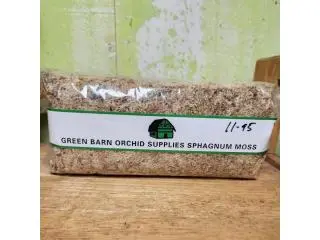 11-95
GREEN BARN ORCHID SUPPLIES SPHAGNUM MOSS